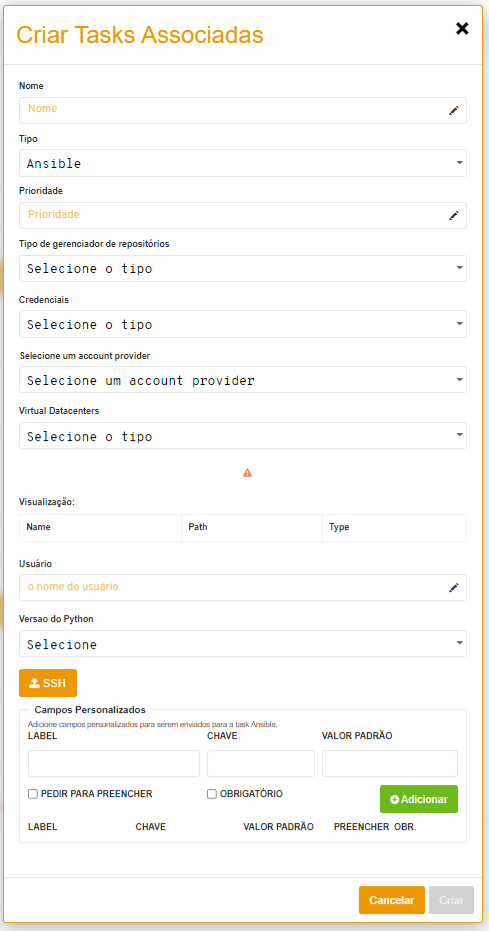 Criar Tasks Associadas
Nome
Nome
Tipo
Ansible
Prioridade
Prioridade
Tipo de gerenciador de repositórios
Selecione o tipo
Credenciais
Selecione o tipo
Selecione um account provider
Selecione um account provider
Virtual Datacenters
Selecione o tipo
Visualização:
Name Path Type
Usuário
o nome do usuário
Versao do Python
Selecione
SSH
Campos Personalizados
Adicione campos personalizados para serem enviados para a task Ansible.
LABEL CHAVE VALOR PADRÃO
PEDIR PARA PREENCHER OBRIGATÓRIO
Adicionar
LABEL CHAVE VALOR PADRÃO PREENCHER OBR.
Cancelar Criar